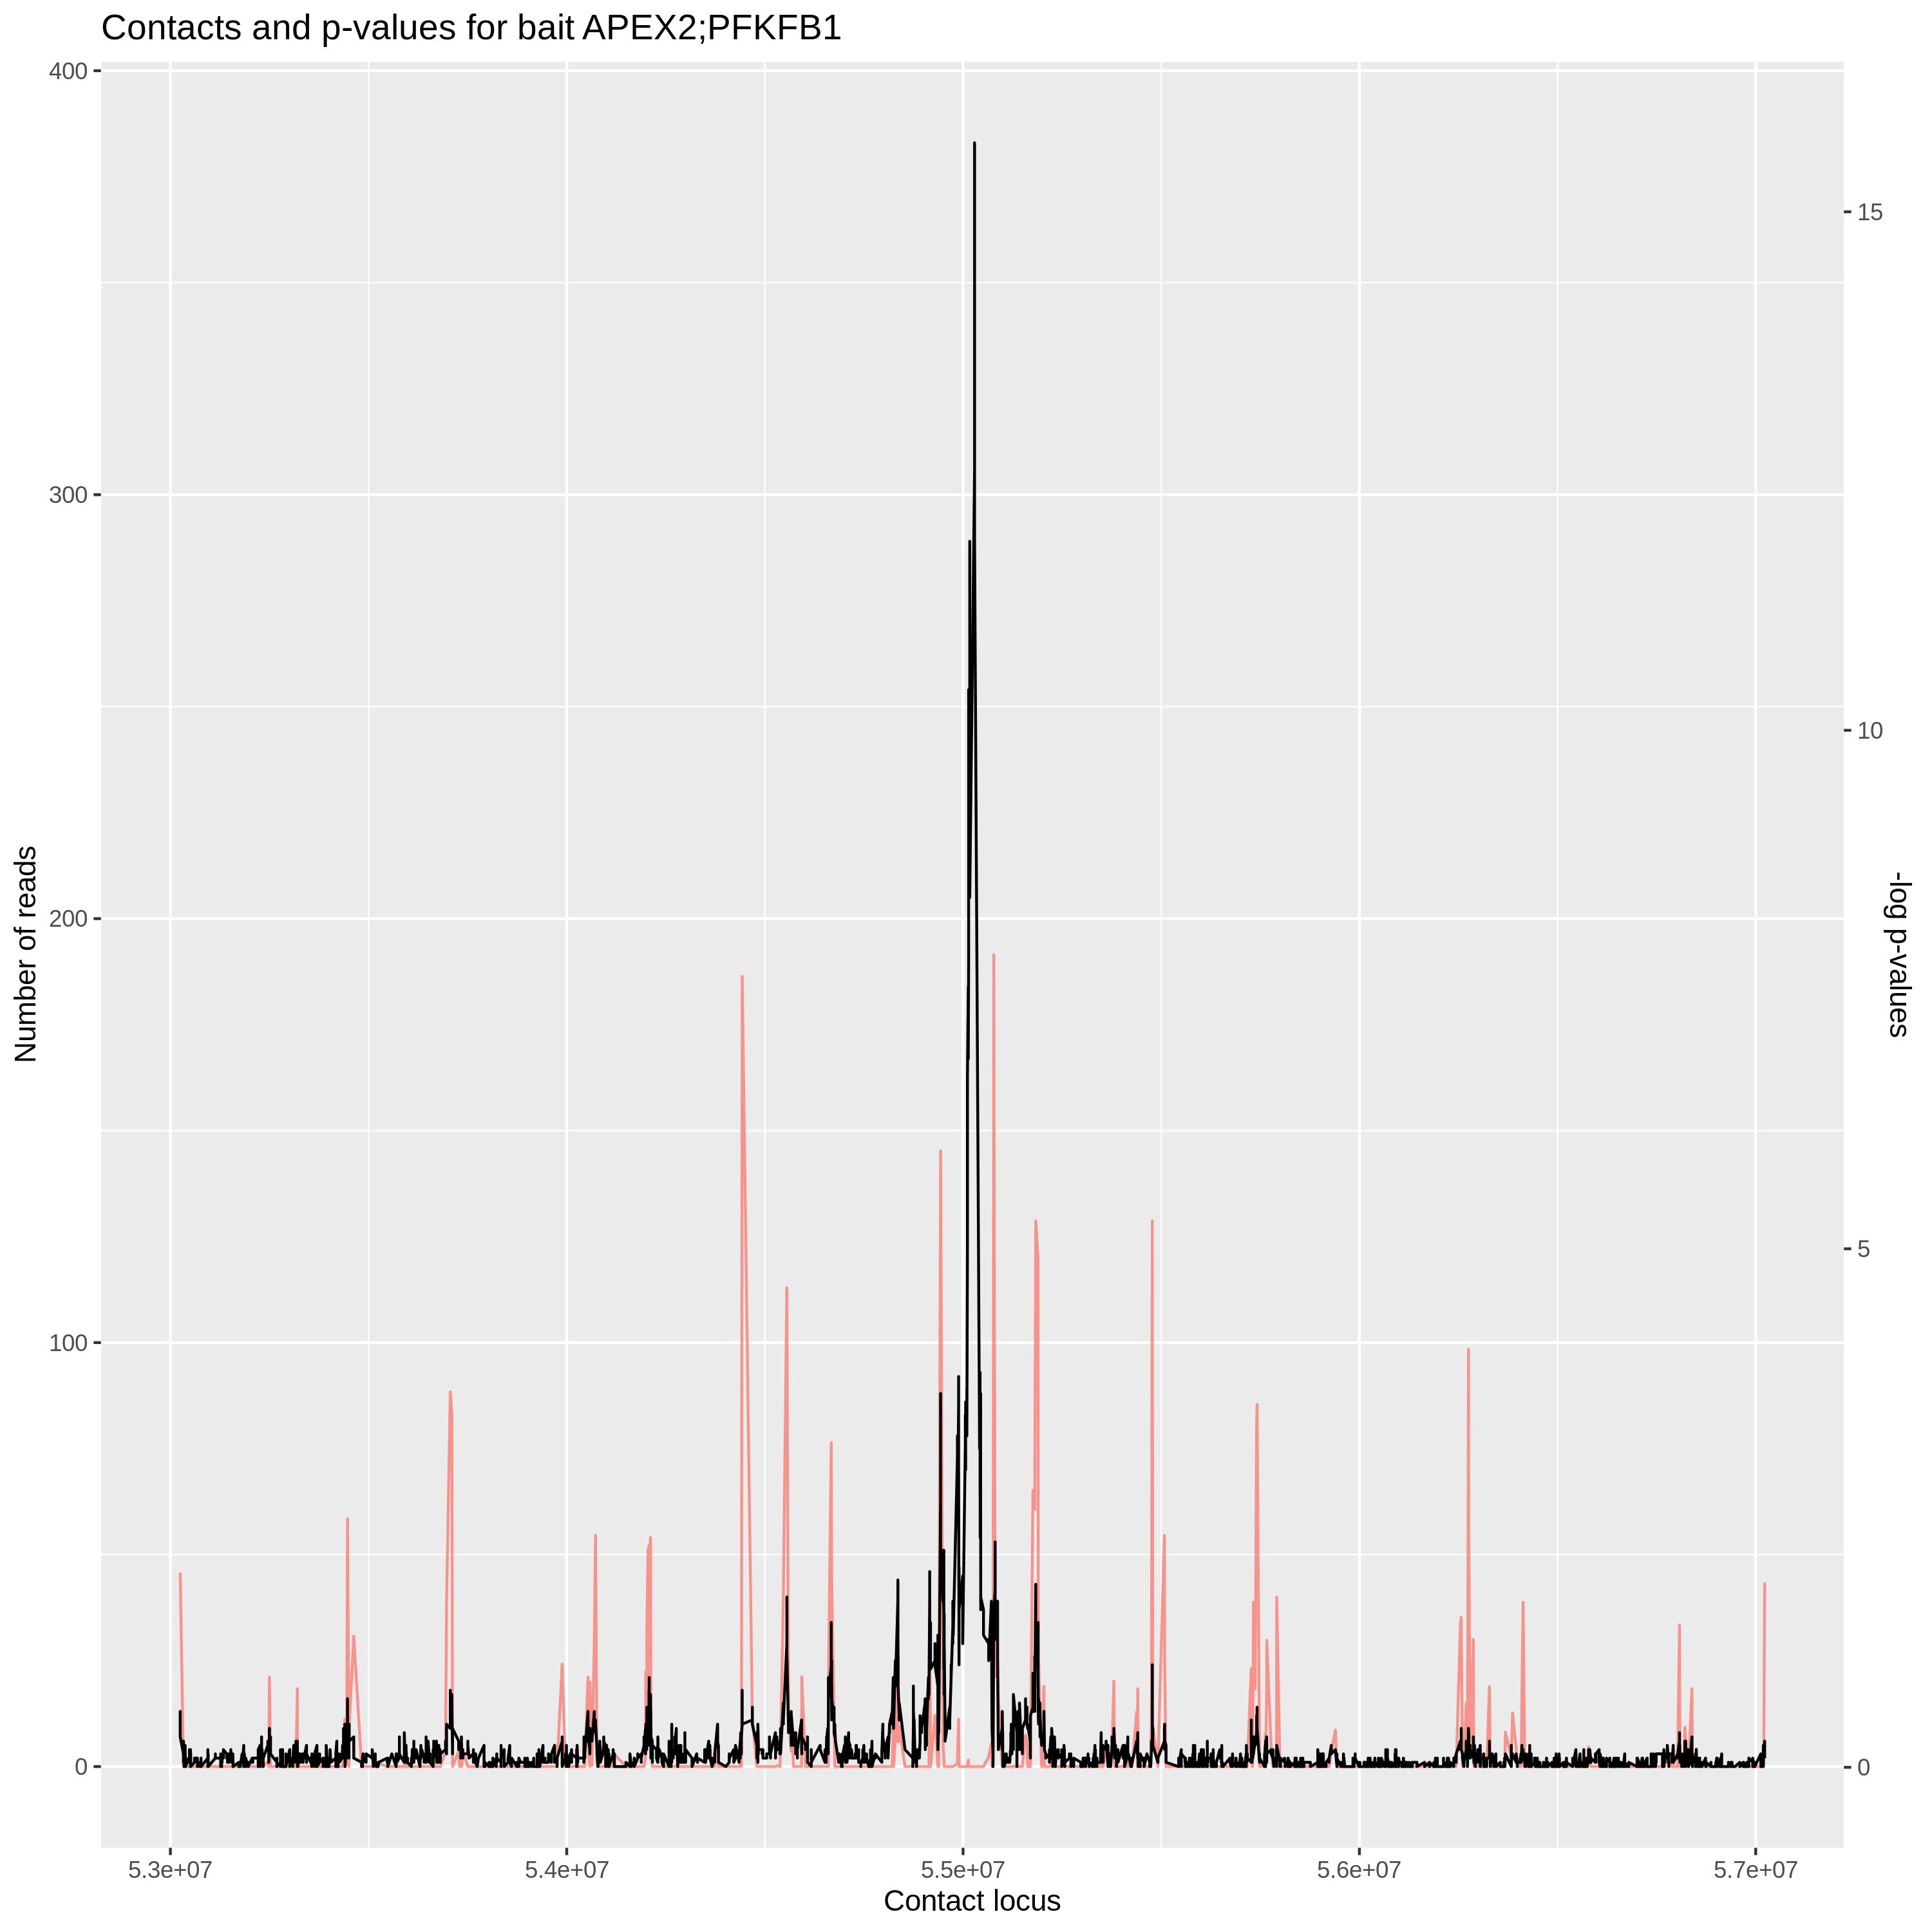 Contacts and p-values for bait APEX2;PFKFB1
400
300
200
100
0
Number of reads
15
10
5
0
-log p-values
5.3e+07
5.4e+07
5.5e+07
5.6e+07
5.7e+07
Contact locus